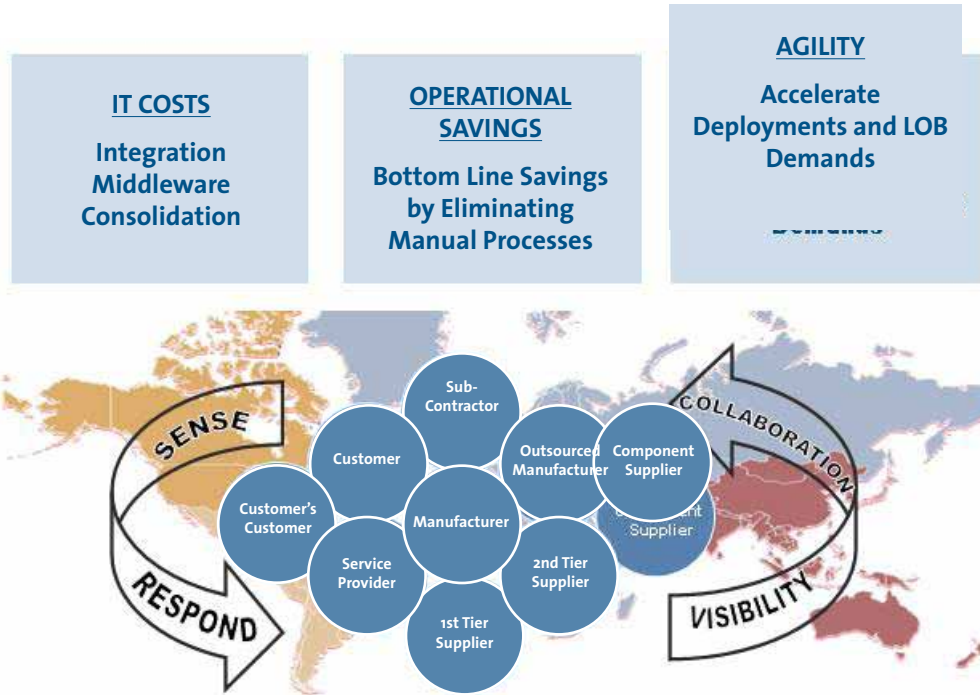 IT COSTS
Integration
Middleware
Consolidation
OPERATIONAL
SAVINGS
Bottom Line Savings
by Eliminating
Manual Processes
AGILITY
Accelerate
Deployments and LOB
Demands
SENSE
RESPOND
COLLABORATION
VISIBILITY
Sub-
Contractor
Customer
Outsourced
Manufacturer
Component
Supplier
Customer's
Customer
Manufacturer
Supplier
Service
Provider
2nd Tier
Supplier
1st Tier
Supplier